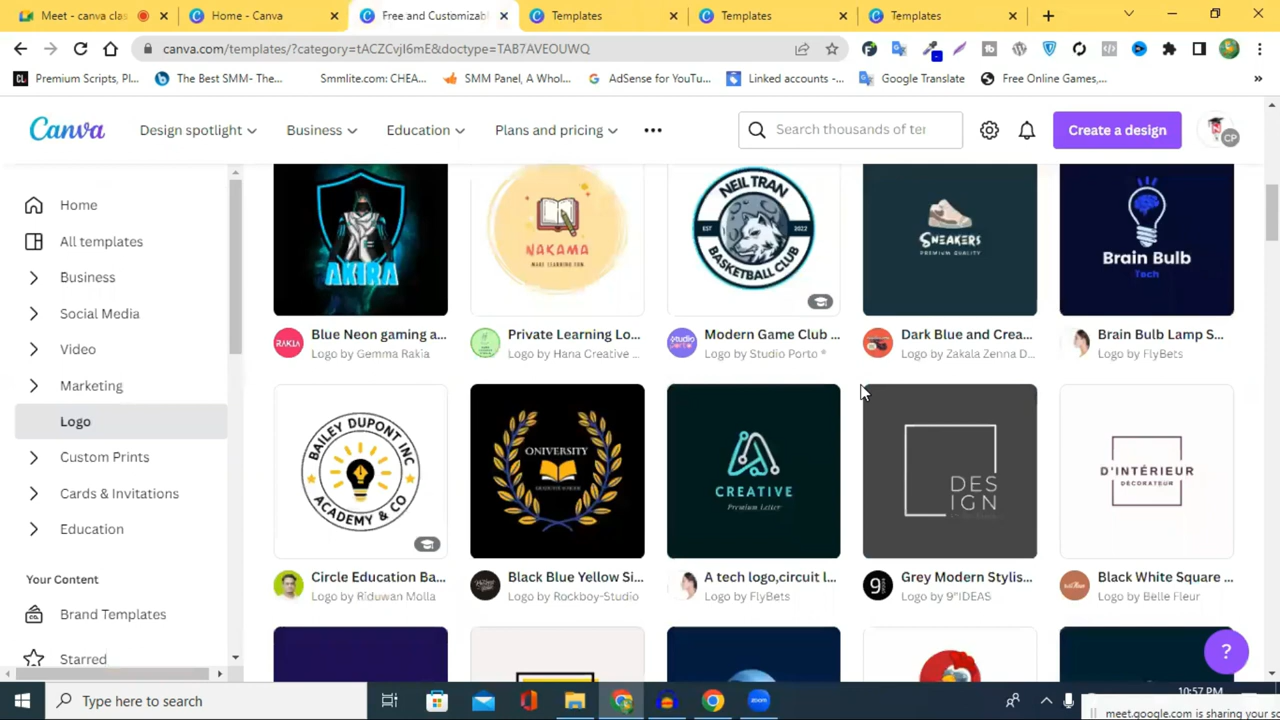 Meet - canva clas
Home - Canva
Free and Customizab
Templates
Templates
Templates
canva.com/templates/?category=tACZCvjI6mE&doctype=TAB7AVEOUWQ
Premium Scripts, Pl...
The Best SMM- The...
Smmlite.com: CHEA...
SMM Panel, A Whol...
AdSense for YouTu...
Linked accounts -...
Google Translate
Free Online Games,...
Canva
Design spotlight
Business
Education
Plans and pricing
Search thousands of ter
Create a design
CP
Home
All templates
Business
Social Media
Video
Marketing
Logo
Custom Prints
Cards & Invitations
Education
Your Content
Brand Templates
Starred
AKIRA
NAKAMA
MAKE LEARNING FUN
NEIL TRAN
EST 2022
BASKETBALL CLUB
SNEAKERS
PREMIUM QUALITY
Brain Bulb
Tech
Blue Neon gaming a...
Logo by Gemma Rakia
Private Learning Lo...
Logo by Hana Creative ...
Modern Game Club ...
Logo by Studio Porto ®
Dark Blue and Crea...
Logo by Zakala Zenna D...
Brain Bulb Lamp S...
Logo by FlyBets
BAILEY DUPONT INC
ACADEMY & CO
ONIVERSITY
CREATIVE
Premium Letter
DES
IGN
D'INTÉRIEUR
DÉCORATEUR
Circle Education Ba...
Logo by Riduwan Molla
Black Blue Yellow Si...
Logo by Rockboy-Studio
A tech logo,circuit l...
Logo by FlyBets
Grey Modern Stylis...
Logo by 9"IDEAS
Black White Square ...
Logo by Belle Fleur
?
Type here to search
10:57 PM
meet.google.com is sharing your sc